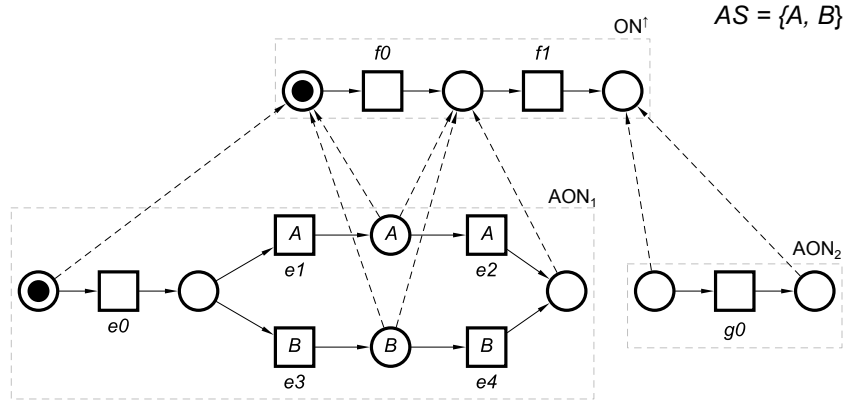 AS = {A, B}
ON↑
f0 f1
AON₁
A A
e1 e2
AON₂
e0
g0
B B
e3 e4